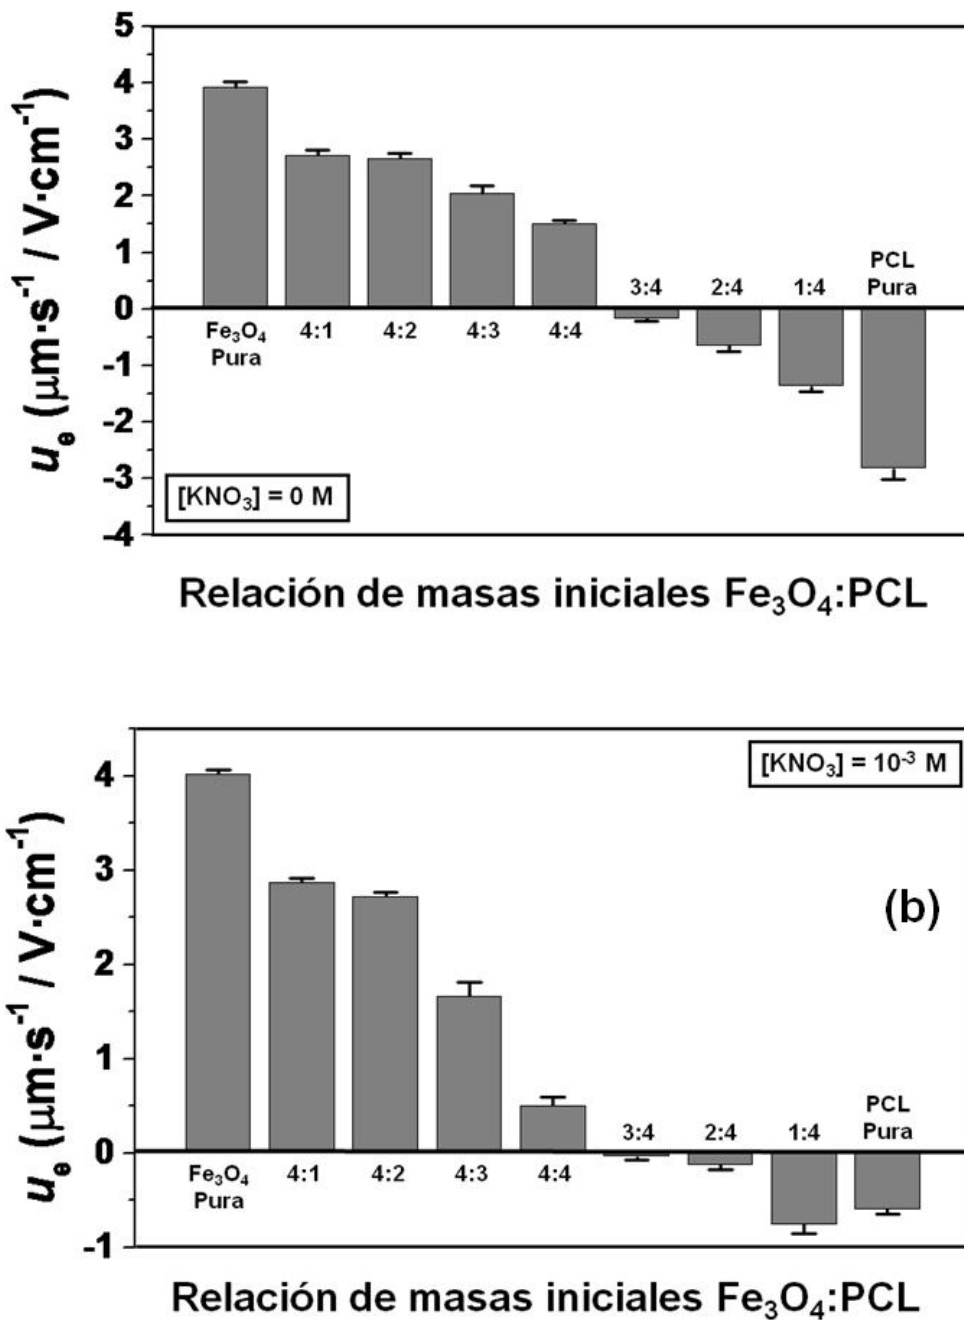 5
4
3
2
1
0
-1
-2
-3
-4
u_e (μm·s⁻¹ / V·cm⁻¹)
Fe₃O₄
Pura
4:1
4:2
4:3
4:4
3:4
2:4
1:4
PCL
Pura
[KNO₃] = 0 M
Relación de masas iniciales Fe₃O₄:PCL
4
3
2
1
0
-1
u_e (μm·s⁻¹ / V·cm⁻¹)
[KNO₃] = 10⁻³ M
(b)
Fe₃O₄
Pura
4:1
4:2
4:3
4:4
3:4
2:4
1:4
PCL
Pura
Relación de masas iniciales Fe₃O₄:PCL